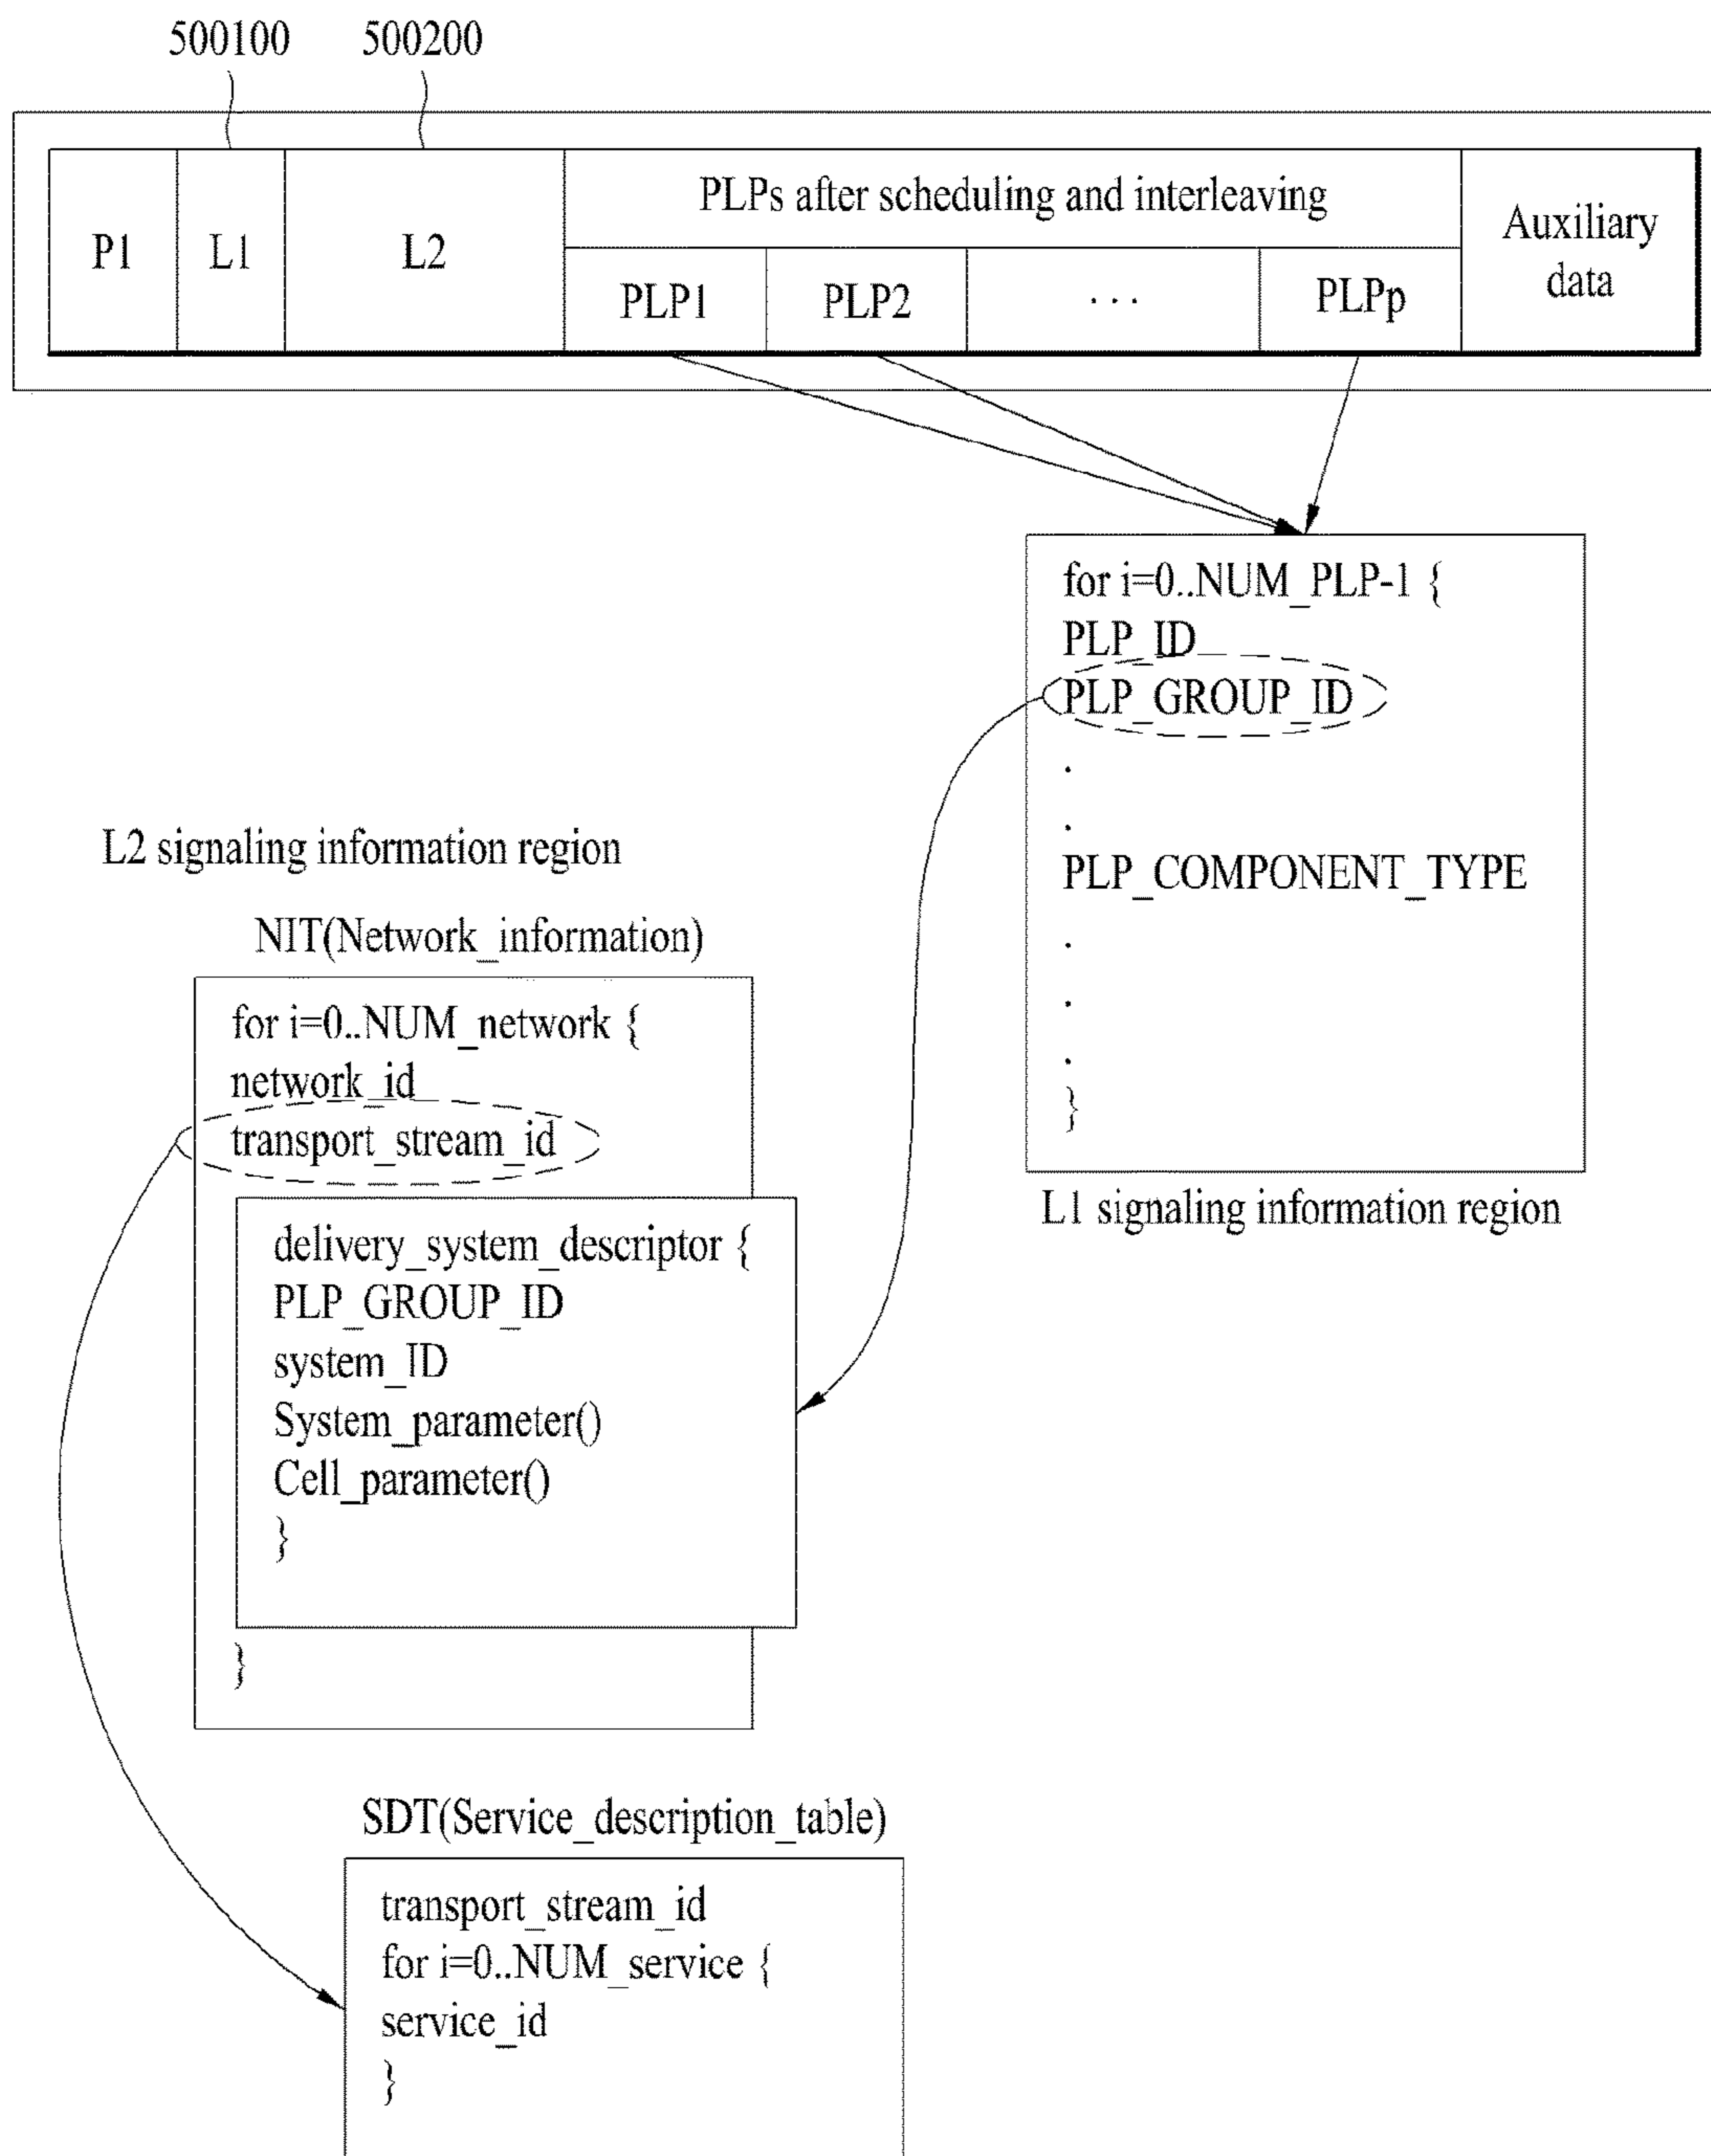 500100 500200
P1 L1 L2 PLPs after scheduling and interleaving Auxiliary data
PLP1 PLP2 . . . PLPp
for i=0..NUM_PLP-1 {
PLP_ID
PLP_GROUP_ID
.
.
PLP_COMPONENT_TYPE
.
.
.
}
L1 signaling information region
L2 signaling information region
NIT(Network_information)
for i=0..NUM_network {
network_id
transport_stream_id
delivery_system_descriptor {
PLP_GROUP_ID
system_ID
System_parameter()
Cell_parameter()
}
}
SDT(Service_description_table)
transport_stream_id
for i=0..NUM_service {
service_id
}